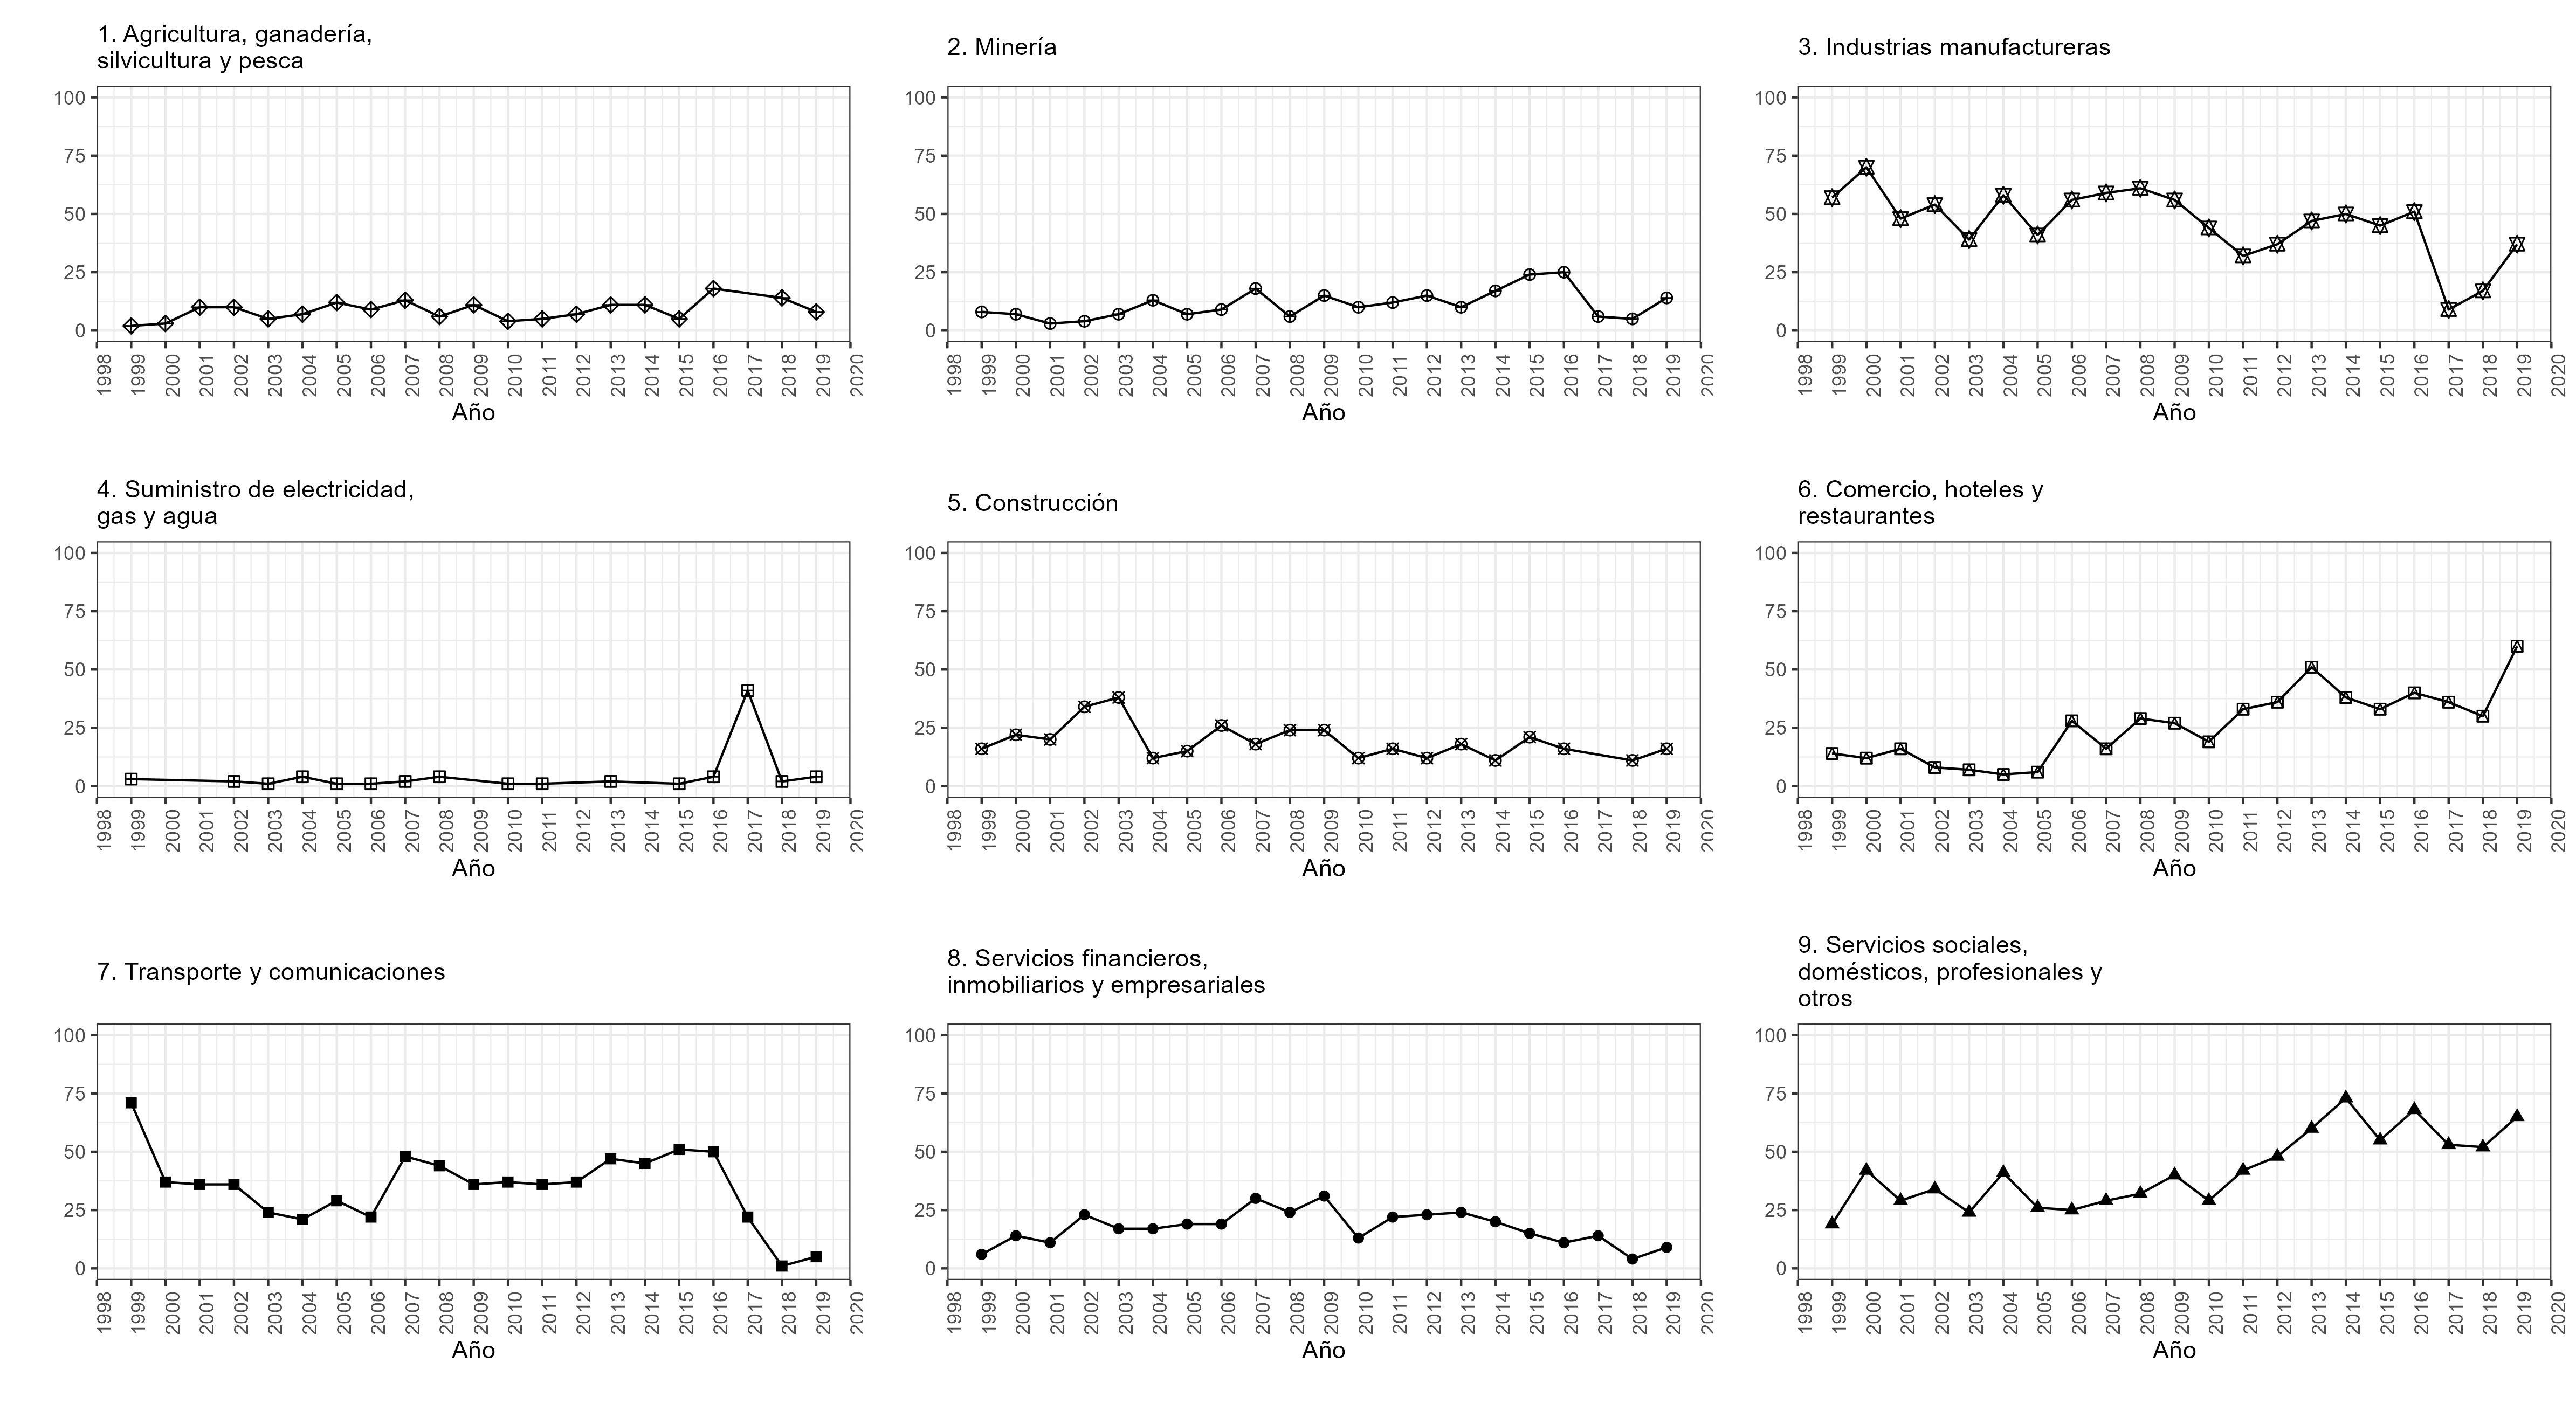 1. Agricultura, ganadería,
silvicultura y pesca
100
75
50
25
0
1998 1999 2000 2001 2002 2003 2004 2005 2006 2007 2008 2009 2010 2011 2012 2013 2014 2015 2016 2017 2018 2019 2020
Año
2. Minería
100
75
50
25
0
1998 1999 2000 2001 2002 2003 2004 2005 2006 2007 2008 2009 2010 2011 2012 2013 2014 2015 2016 2017 2018 2019 2020
Año
3. Industrias manufactureras
100
75
50
25
0
1998 1999 2000 2001 2002 2003 2004 2005 2006 2007 2008 2009 2010 2011 2012 2013 2014 2015 2016 2017 2018 2019 2020
Año
4. Suministro de electricidad,
gas y agua
100
75
50
25
0
1998 1999 2000 2001 2002 2003 2004 2005 2006 2007 2008 2009 2010 2011 2012 2013 2014 2015 2016 2017 2018 2019 2020
Año
5. Construcción
100
75
50
25
0
1998 1999 2000 2001 2002 2003 2004 2005 2006 2007 2008 2009 2010 2011 2012 2013 2014 2015 2016 2017 2018 2019 2020
Año
6. Comercio, hoteles y
restaurantes
100
75
50
25
0
1998 1999 2000 2001 2002 2003 2004 2005 2006 2007 2008 2009 2010 2011 2012 2013 2014 2015 2016 2017 2018 2019 2020
Año
7. Transporte y comunicaciones
100
75
50
25
0
1998 1999 2000 2001 2002 2003 2004 2005 2006 2007 2008 2009 2010 2011 2012 2013 2014 2015 2016 2017 2018 2019 2020
Año
8. Servicios financieros,
inmobiliarios y empresariales
100
75
50
25
0
1998 1999 2000 2001 2002 2003 2004 2005 2006 2007 2008 2009 2010 2011 2012 2013 2014 2015 2016 2017 2018 2019 2020
Año
9. Servicios sociales,
domésticos, profesionales y
otros
100
75
50
25
0
1998 1999 2000 2001 2002 2003 2004 2005 2006 2007 2008 2009 2010 2011 2012 2013 2014 2015 2016 2017 2018 2019 2020
Año